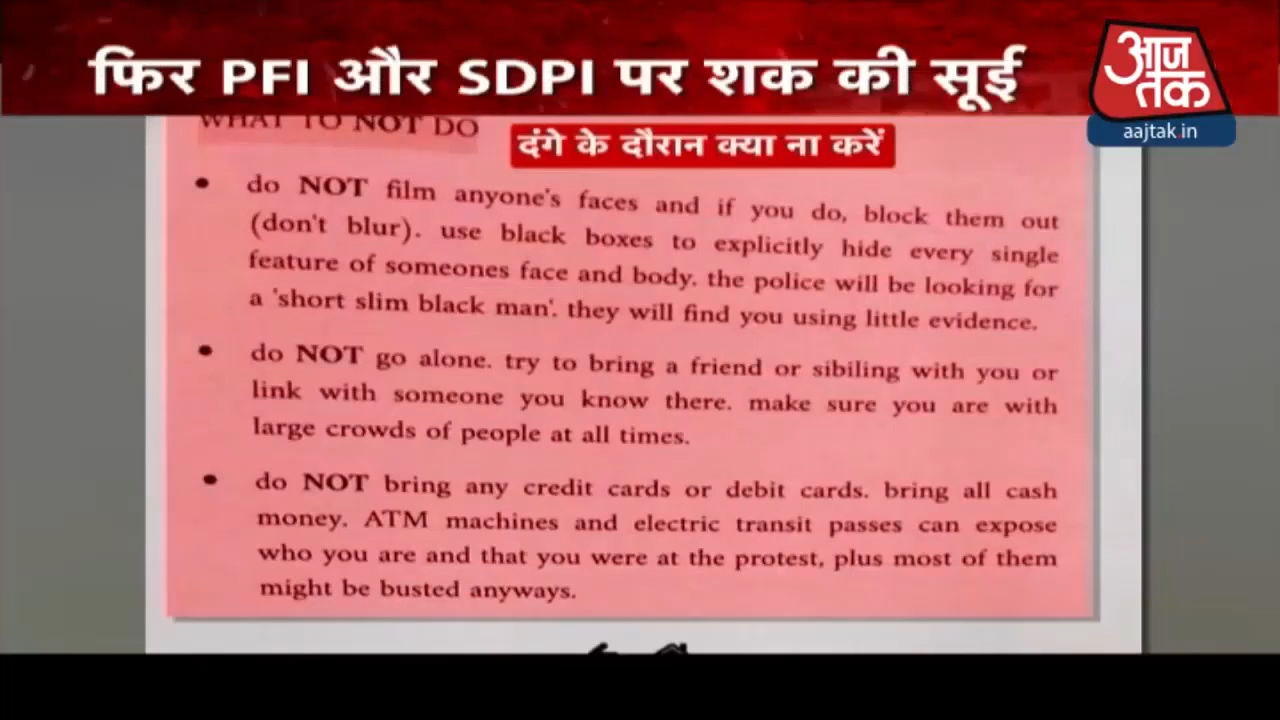 फिर PFI और SDPI पर शक की सूई
आज
तक
aajtak.in
WHAT TO NOT DO
दंगे के दौरान क्या ना करें
• do NOT film anyone's faces and if you do, block them out
(don't blur). use black boxes to explicitly hide every single
feature of someones face and body. the police will be looking for
a 'short slim black man'. they will find you using little evidence.
• do NOT go alone. try to bring a friend or sibiling with you or
link with someone you know there. make sure you are with
large crowds of people at all times.
• do NOT bring any credit cards or debit cards. bring all cash
money. ATM machines and electric transit passes can expose
who you are and that you were at the protest, plus most of them
might be busted anyways.